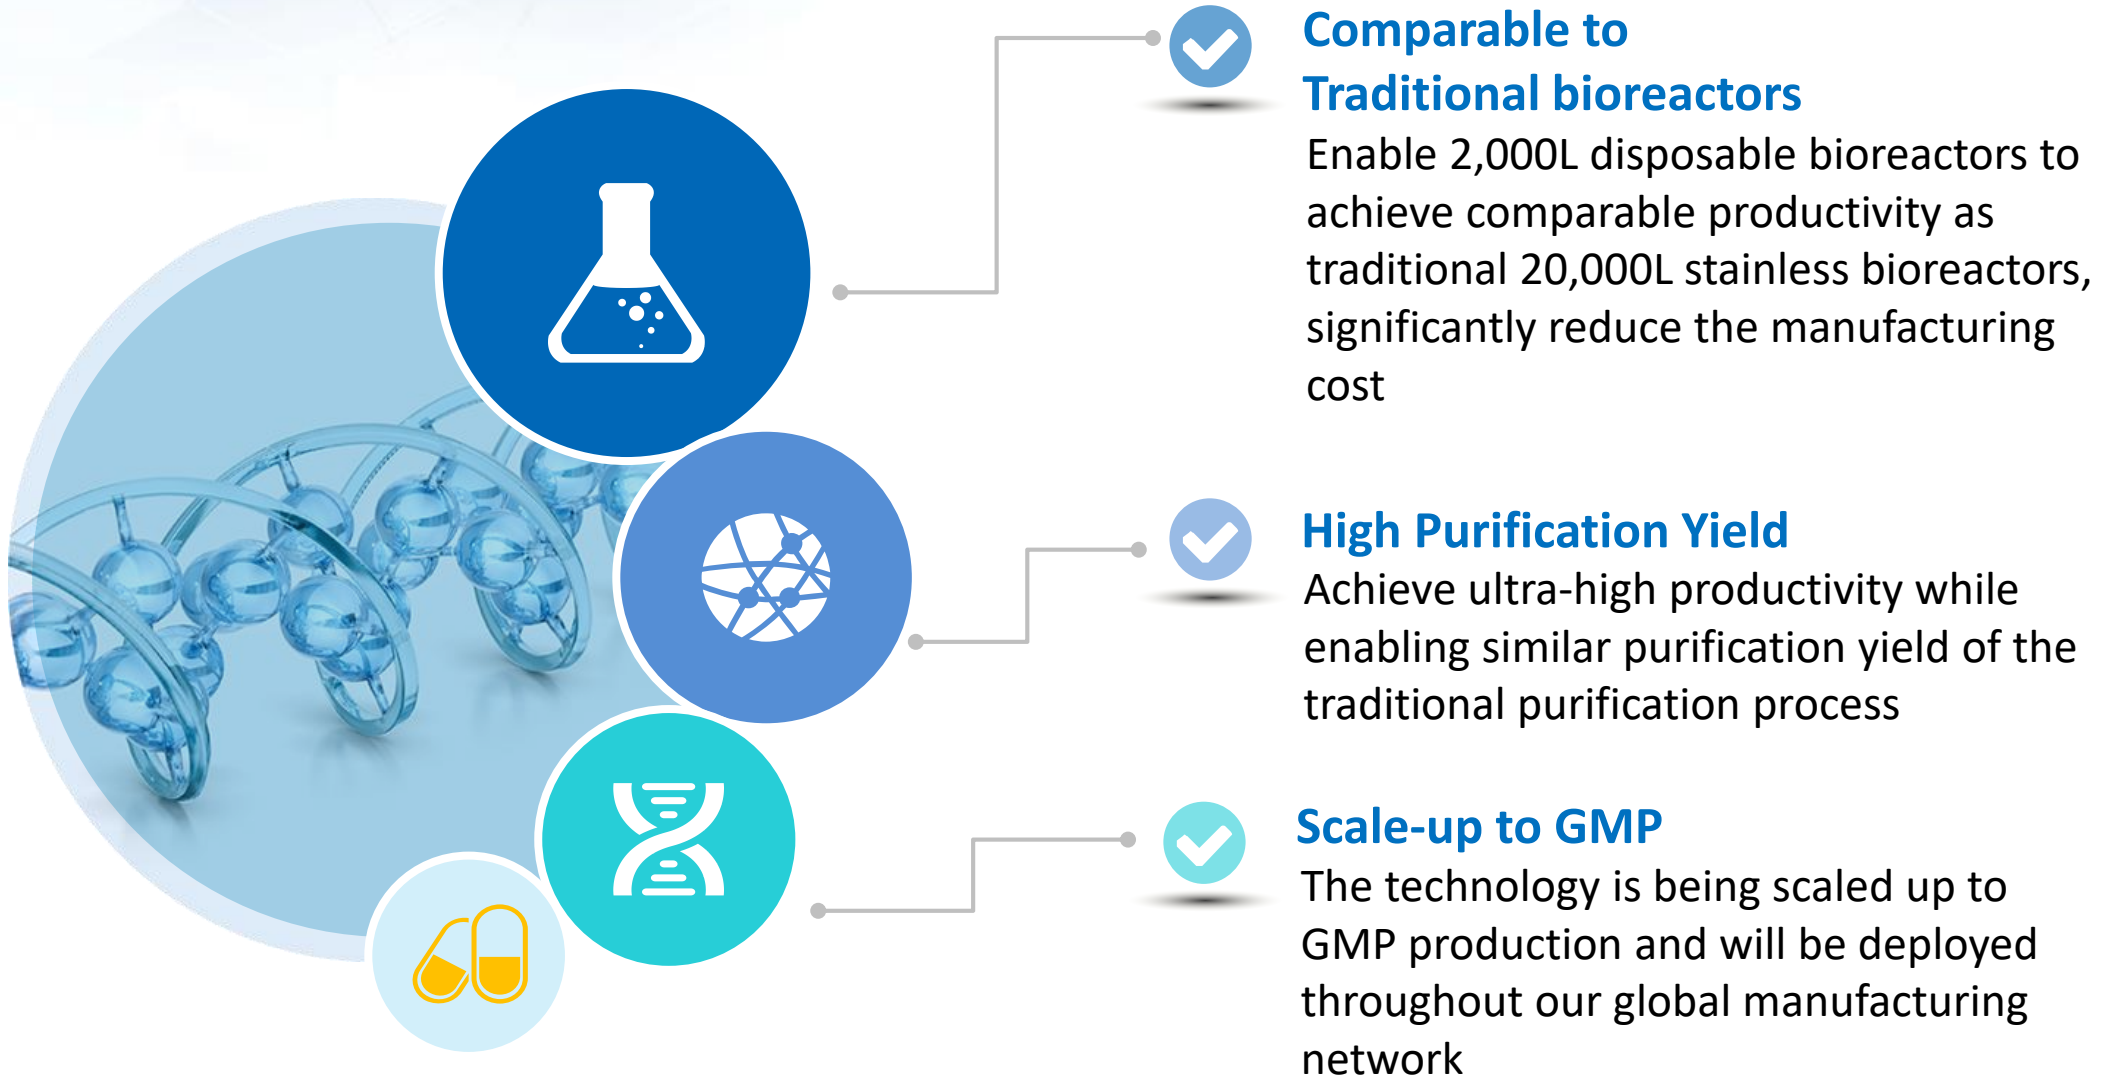 Comparable to
Traditional bioreactors
Enable 2,000L disposable bioreactors to
achieve comparable productivity as
traditional 20,000L stainless bioreactors,
significantly reduce the manufacturing
cost
High Purification Yield
Achieve ultra-high productivity while
enabling similar purification yield of the
traditional purification process
Scale-up to GMP
The technology is being scaled up to
GMP production and will be deployed
throughout our global manufacturing
network